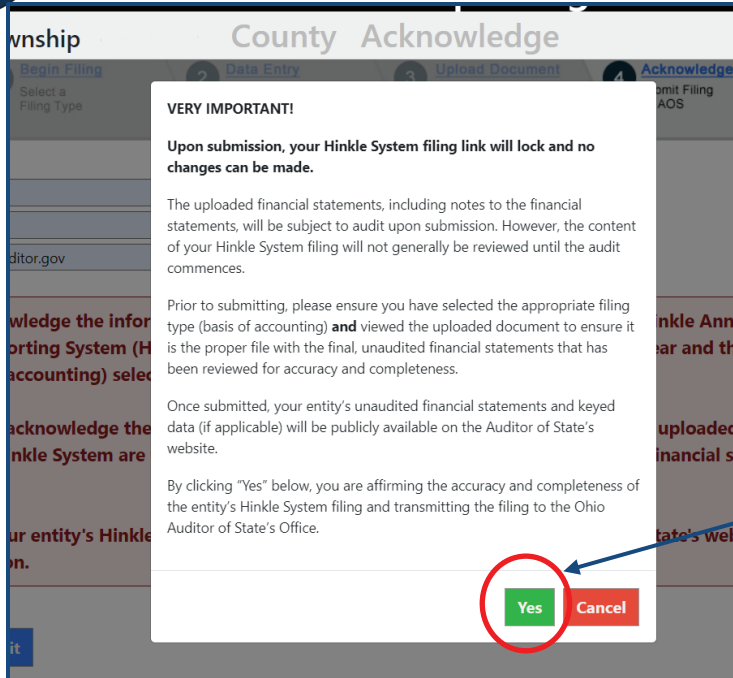 wnship County Acknowledge
Begin Filing 2 Data Entry 3 Upload Document 4 Acknowledge
Select a
Filing Type
omit Filing
AOS
VERY IMPORTANT!
Upon submission, your Hinkle System filing link will lock and no
changes can be made.
The uploaded financial statements, including notes to the financial
statements, will be subject to audit upon submission. However, the content
of your Hinkle System filing will not generally be reviewed until the audit
commences.
Prior to submitting, please ensure you have selected the appropriate filing
type (basis of accounting) and viewed the uploaded document to ensure it
is the proper file with the final, unaudited financial statements that has
been reviewed for accuracy and completeness.
Once submitted, your entity's unaudited financial statements and keyed
data (if applicable) will be publicly available on the Auditor of State's
website.
By clicking "Yes" below, you are affirming the accuracy and completeness of
the entity's Hinkle System filing and transmitting the filing to the Ohio
Auditor of State's Office.
Yes Cancel
ditor.gov
wledge the infor inkle Ann
orting System (H ear and th
accounting) selec
acknowledge the uploaded
nkle System are inancial s
ur entity's Hinkle tate's web
on.
it